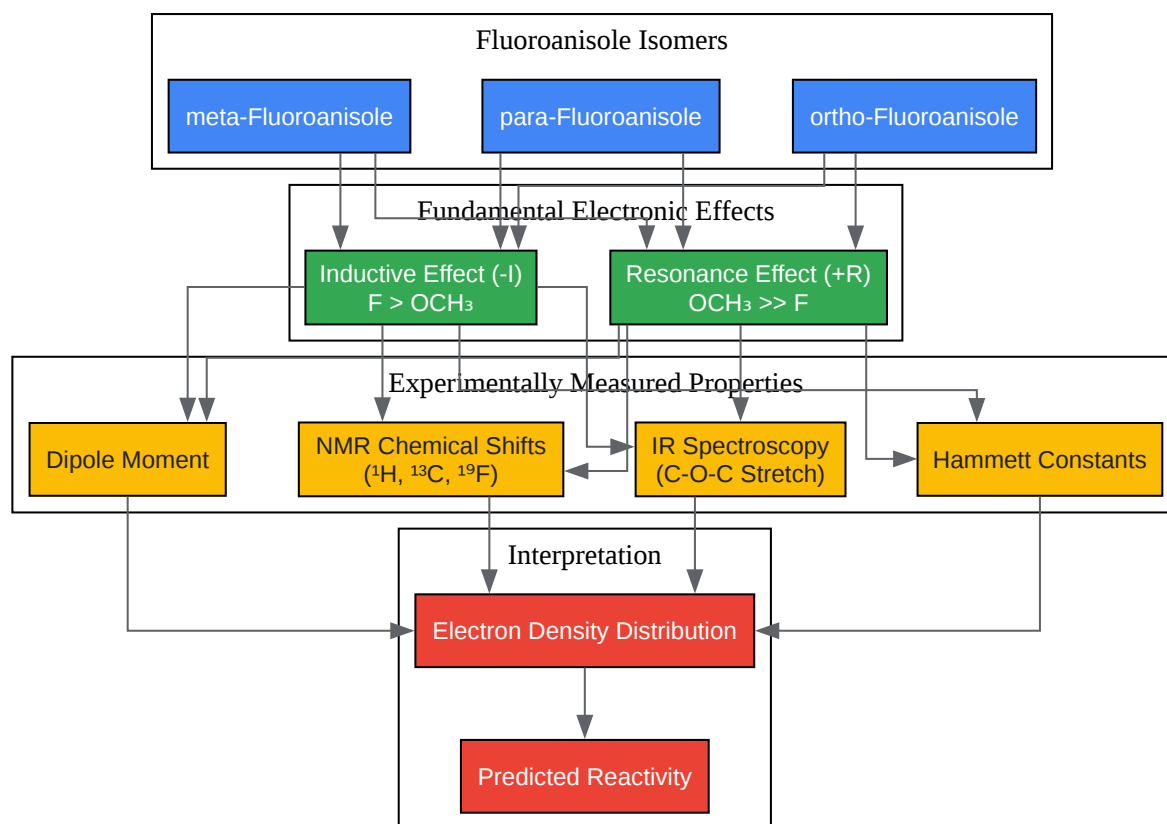 Fluoroanisole Isomers
meta-Fluoroanisole
para-Fluoroanisole
ortho-Fluoroanisole
Fundamental Electronic Effects
Inductive Effect (-I)
F > OCH₃
Resonance Effect (+R)
OCH₃ >> F
Experimentally Measured Properties
Dipole Moment
NMR Chemical Shifts
(¹H, ¹³C, ¹⁹F)
IR Spectroscopy
(C-O-C Stretch)
Hammett Constants
Interpretation
Electron Density Distribution
Predicted Reactivity